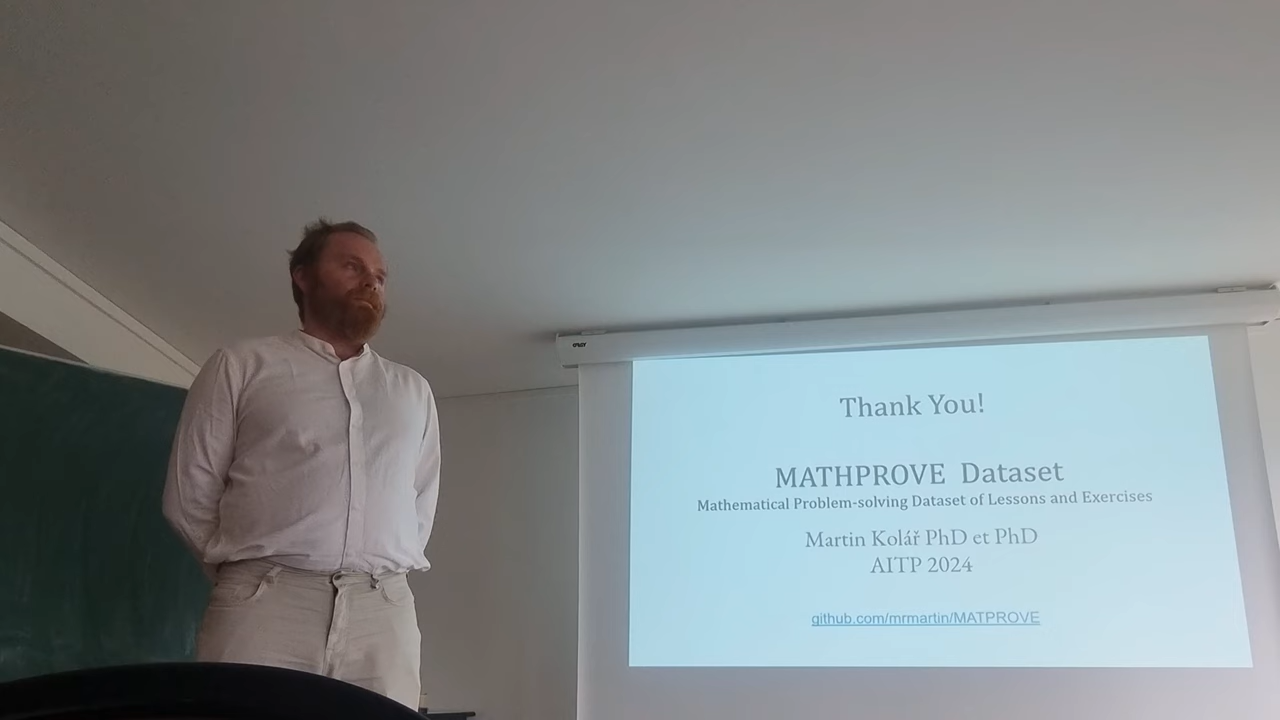 Thank You!
MATHPROVE Dataset
Mathematical Problem-solving Dataset of Lessons and Exercises
Martin Kolář PhD et PhD
AITP 2024
github.com/mrmartin/MATPROVE